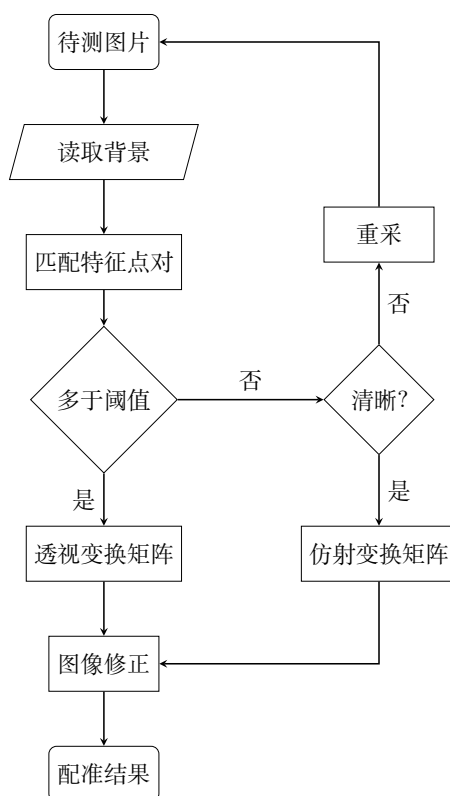 待测图片
读取背景
匹配特征点对
重采
否
多于阈值
否
清晰?
是
是
透视变换矩阵
仿射变换矩阵
图像修正
配准结果